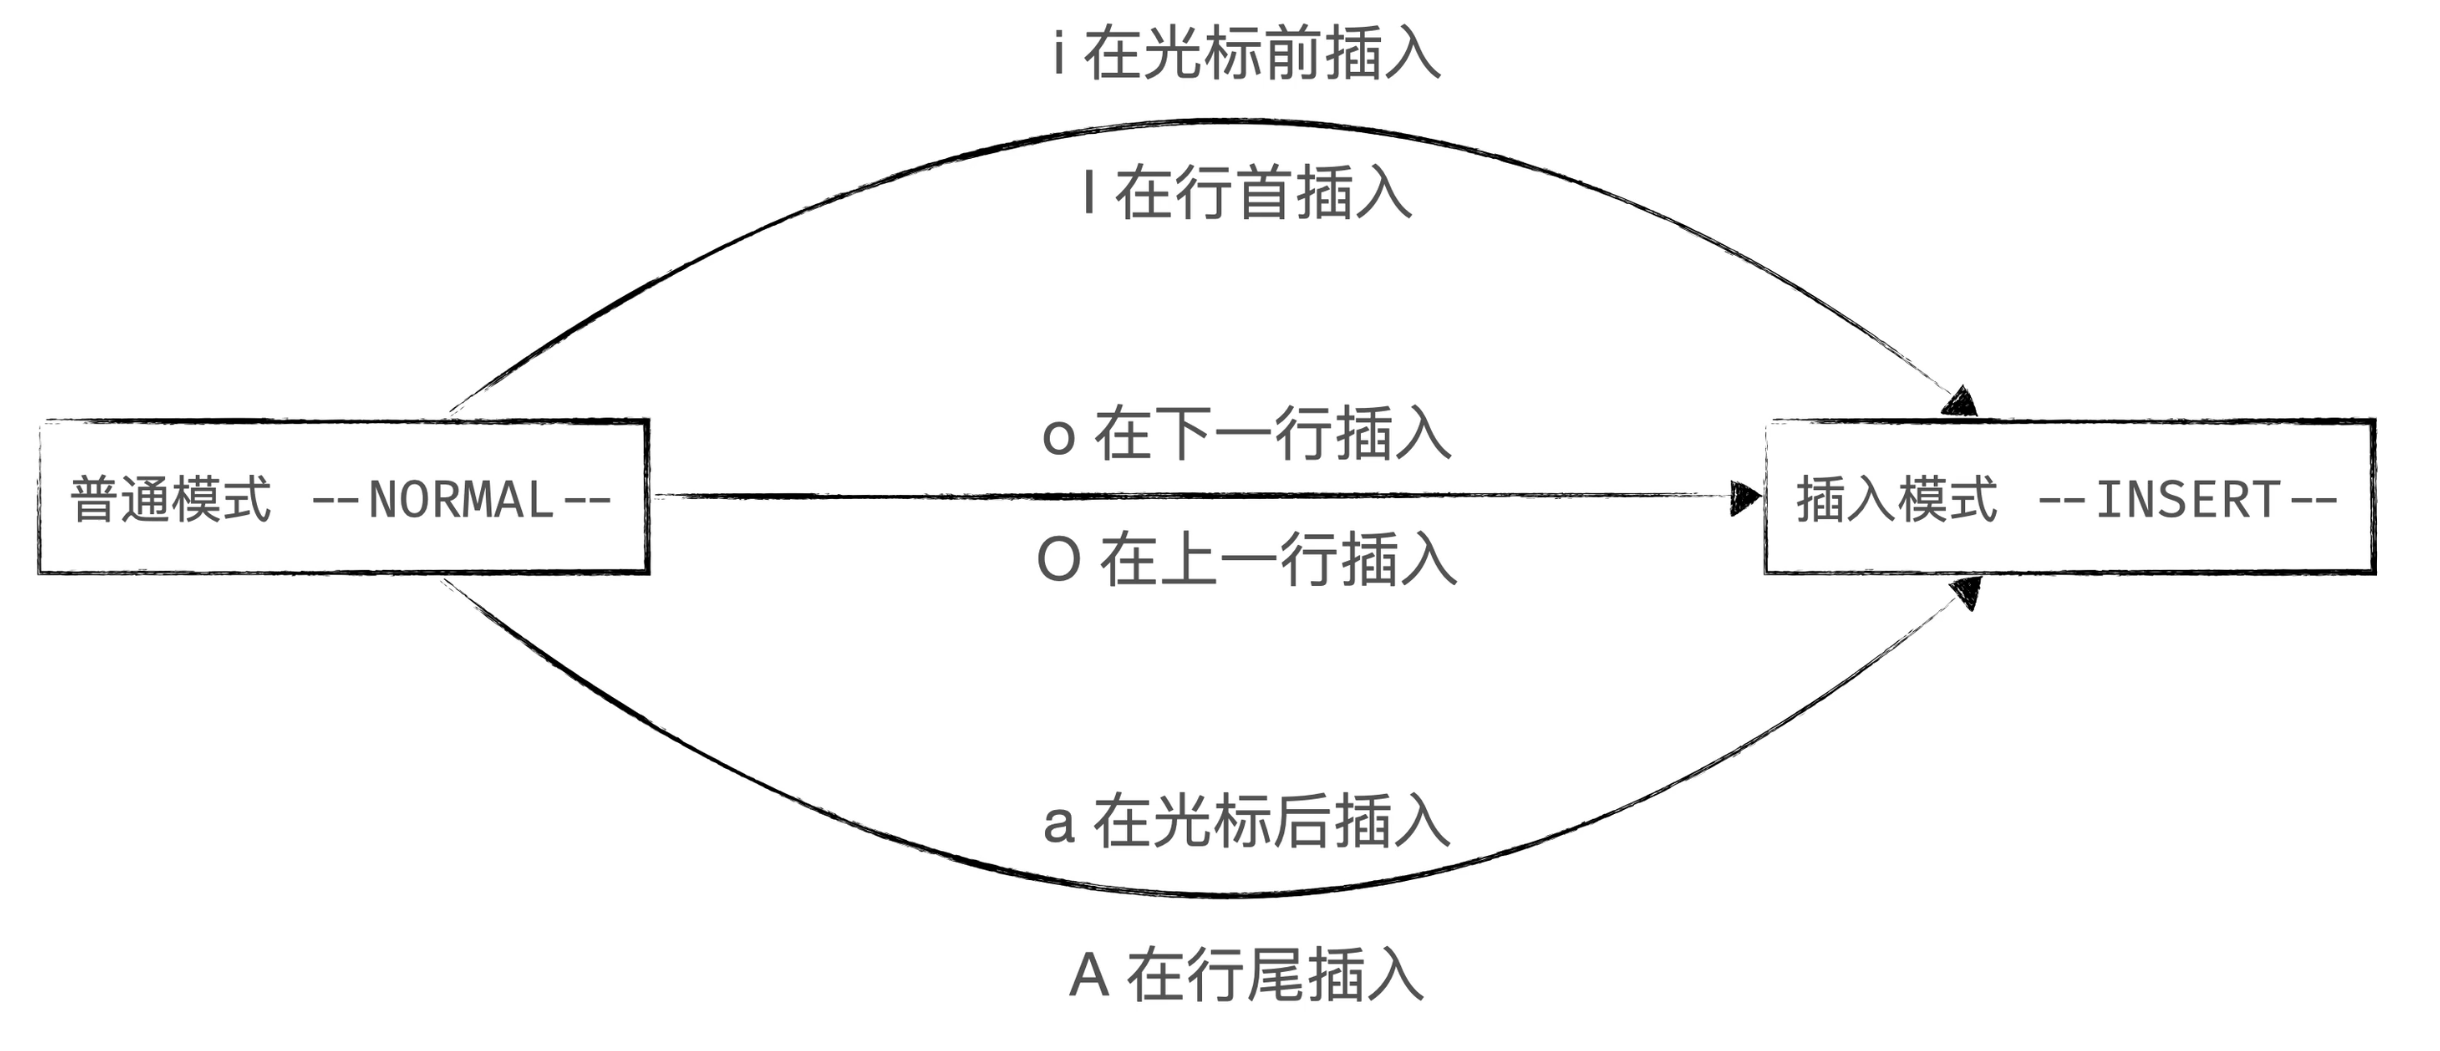 i 在光标前插入
I 在行首插入
o 在下一行插入
普通模式 --NORMAL--
插入模式 --INSERT--
O 在上一行插入
a 在光标后插入
A 在行尾插入